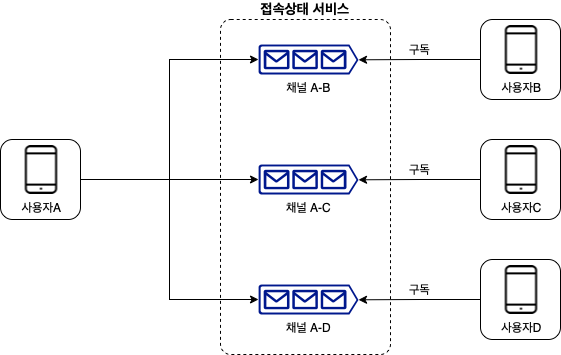 접속상태 서비스
구독
채널 A-B
사용자B
사용자A
구독
채널 A-C
사용자C
구독
채널 A-D
사용자D